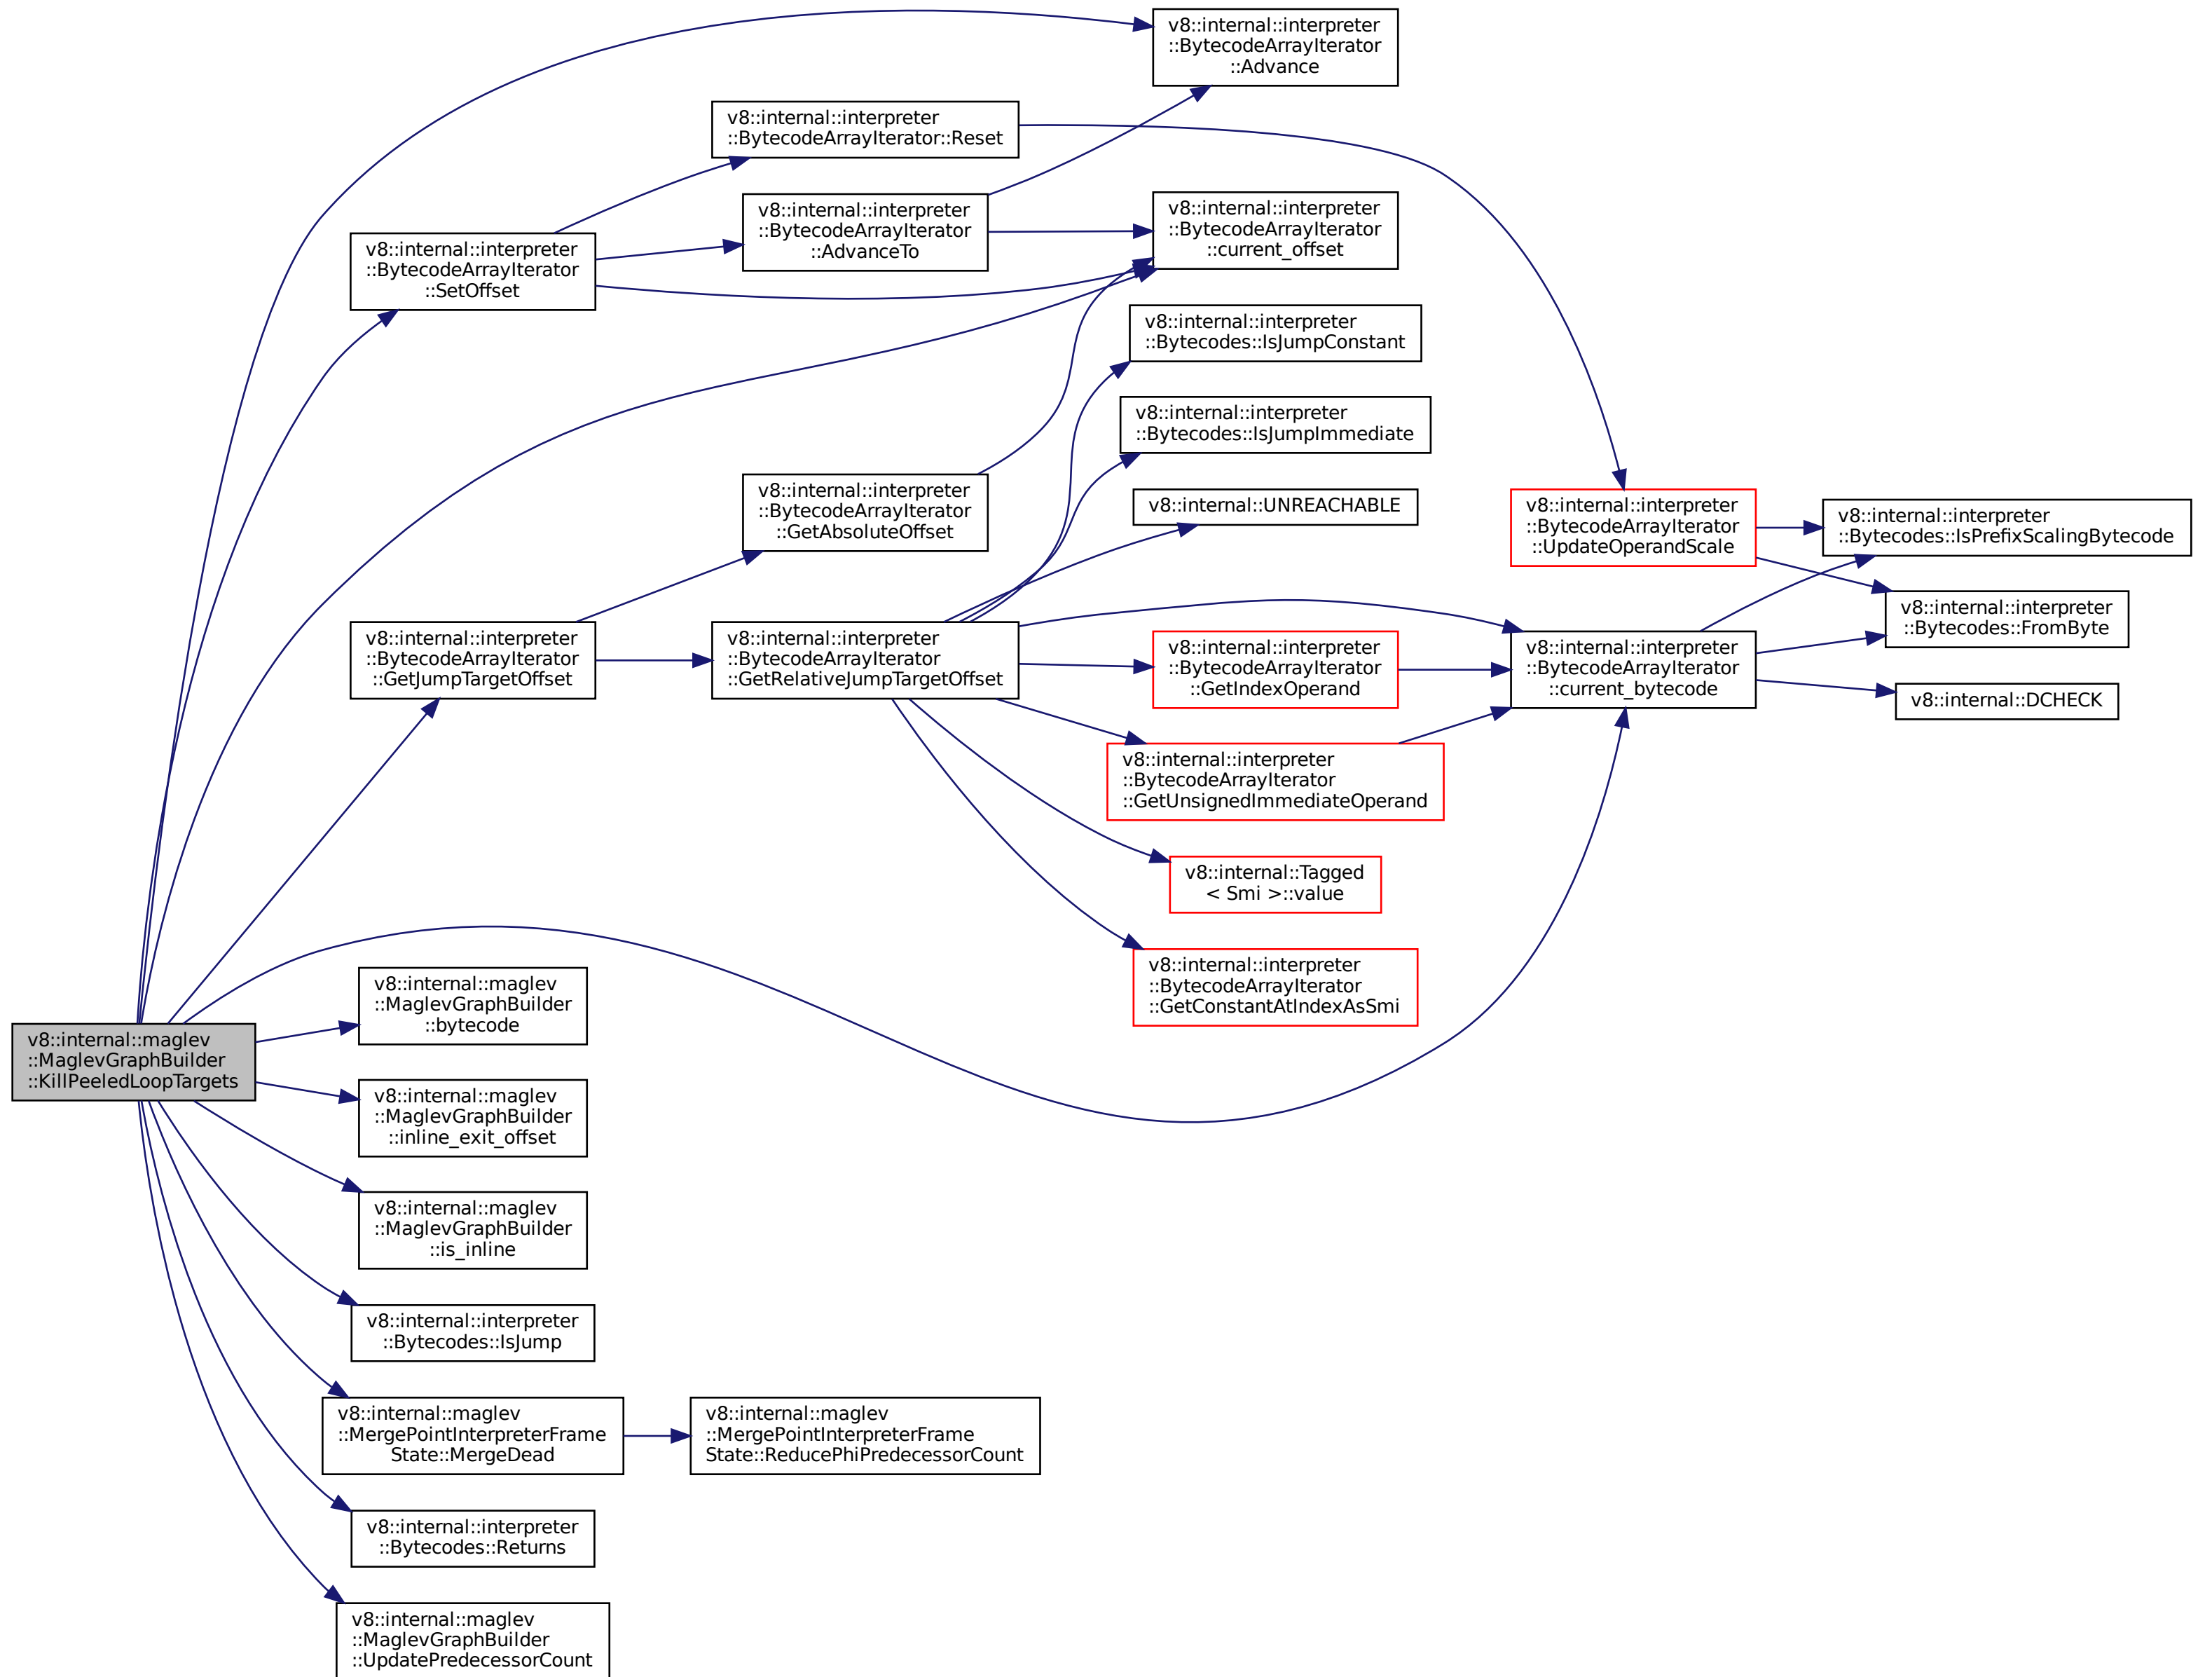 v8::internal::interpreter
::BytecodeArrayIterator
::Advance
v8::internal::interpreter
::BytecodeArrayIterator::Reset
v8::internal::interpreter
::BytecodeArrayIterator
::AdvanceTo
v8::internal::interpreter
::BytecodeArrayIterator
::current_offset
v8::internal::interpreter
::BytecodeArrayIterator
::SetOffset
v8::internal::interpreter
::Bytecodes::IsJumpConstant
v8::internal::interpreter
::Bytecodes::IsJumpImmediate
v8::internal::interpreter
::BytecodeArrayIterator
::GetAbsoluteOffset
v8::internal::UNREACHABLE
v8::internal::interpreter
::BytecodeArrayIterator
::UpdateOperandScale
v8::internal::interpreter
::Bytecodes::IsPrefixScalingBytecode
v8::internal::interpreter
::Bytecodes::FromByte
v8::internal::interpreter
::BytecodeArrayIterator
::GetJumpTargetOffset
v8::internal::interpreter
::BytecodeArrayIterator
::GetRelativeJumpTargetOffset
v8::internal::interpreter
::BytecodeArrayIterator
::GetIndexOperand
v8::internal::interpreter
::BytecodeArrayIterator
::current_bytecode
v8::internal::DCHECK
v8::internal::interpreter
::BytecodeArrayIterator
::GetUnsignedImmediateOperand
v8::internal::Tagged
< Smi >::value
v8::internal::interpreter
::BytecodeArrayIterator
::GetConstantAtIndexAsSmi
v8::internal::maglev
::MaglevGraphBuilder
::bytecode
v8::internal::maglev
::MaglevGraphBuilder
::KillPeeledLoopTargets
v8::internal::maglev
::MaglevGraphBuilder
::inline_exit_offset
v8::internal::maglev
::MaglevGraphBuilder
::is_inline
v8::internal::interpreter
::Bytecodes::IsJump
v8::internal::maglev
::MergePointInterpreterFrame
State::MergeDead
v8::internal::maglev
::MergePointInterpreterFrame
State::ReducePhiPredecessorCount
v8::internal::interpreter
::Bytecodes::Returns
v8::internal::maglev
::MaglevGraphBuilder
::UpdatePredecessorCount